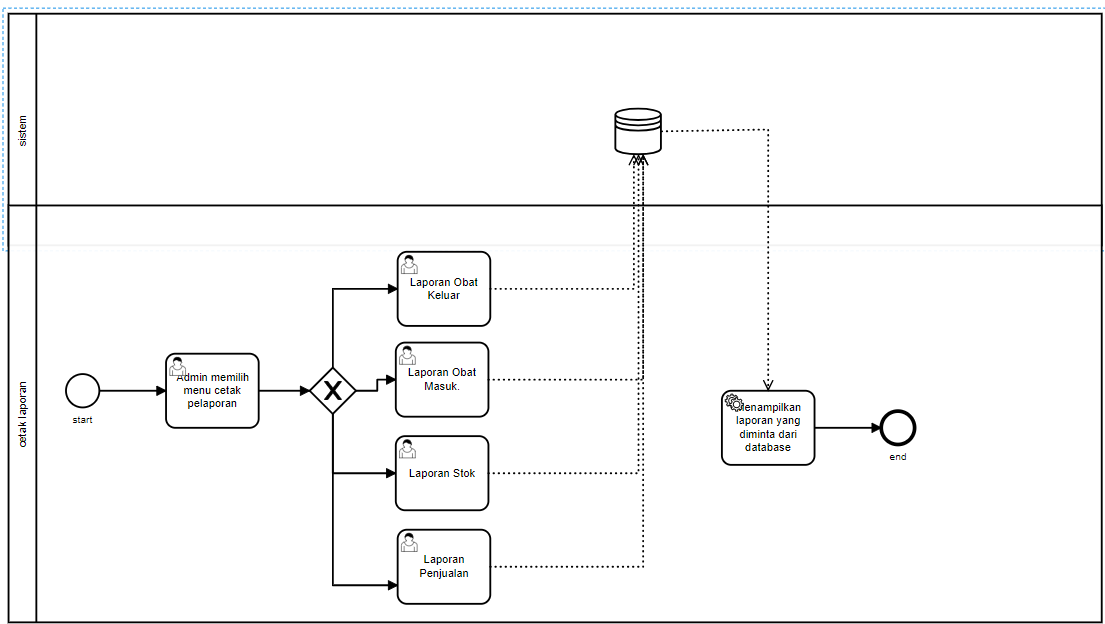 sistem
cetak laporan
start
Admin memilih
menu cetak
pelaporan
X
Laporan Obat
Keluar
Laporan Obat
Masuk.
Laporan Stok
Laporan
Penjualan
Menampilkan
laporan yang
diminta dari
database
end